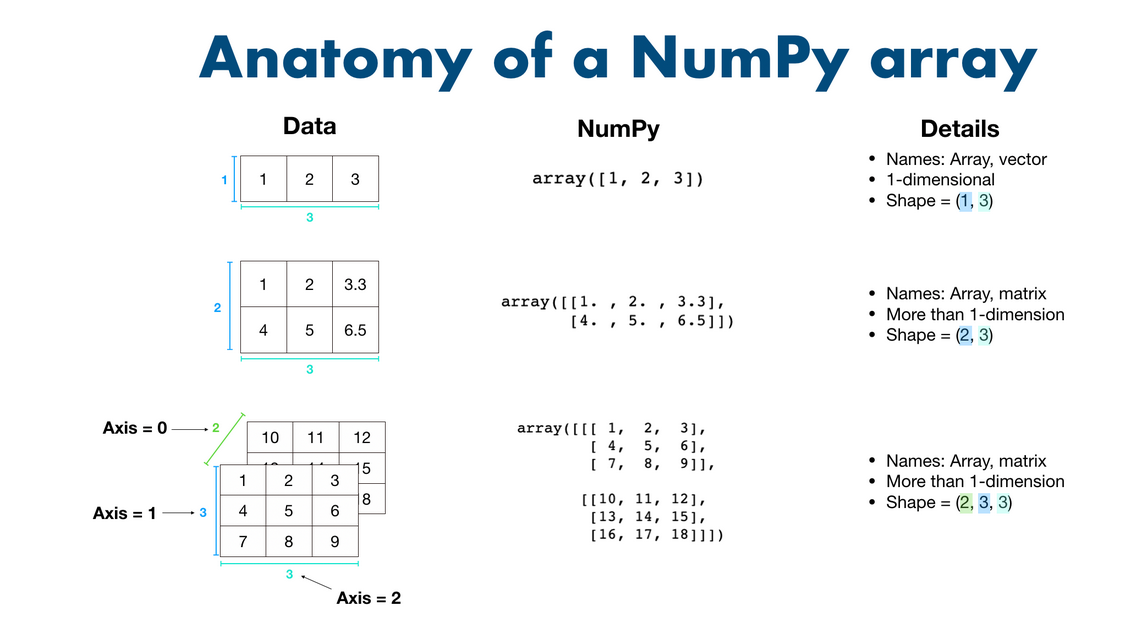 Anatomy of a NumPy array
Data
NumPy
Details
1
1 2 3
3
array([1, 2, 3])
• Names: Array, vector
• 1-dimensional
• Shape = (1, 3)
2
1 2 3.3
4 5 6.5
3
array([[1. , 2. , 3.3],
[4. , 5. , 6.5]])
• Names: Array, matrix
• More than 1-dimension
• Shape = (2, 3)
Axis = 0
2
10 11 12
15
8
Axis = 1
3
1 2 3
4 5 6
7 8 9
3
Axis = 2
array([[[ 1, 2, 3],
[ 4, 5, 6],
[ 7, 8, 9]],
[[10, 11, 12],
[13, 14, 15],
[16, 17, 18]]])
• Names: Array, matrix
• More than 1-dimension
• Shape = (2, 3, 3)